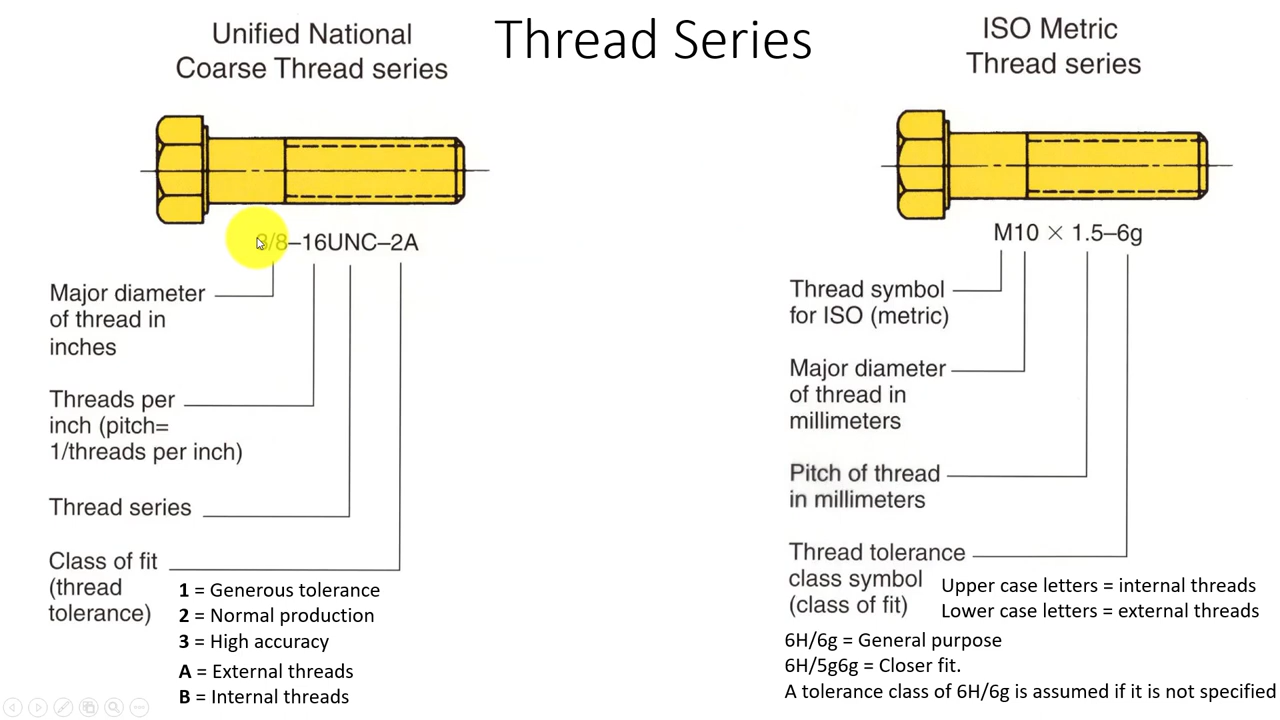 Thread Series
Unified National
Coarse Thread series
3/8–16UNC–2A
Major diameter
of thread in
inches
Threads per
inch (pitch=
1/threads per inch)
Thread series
Class of fit
(thread
tolerance)
1 = Generous tolerance
2 = Normal production
3 = High accuracy
A = External threads
B = Internal threads
ISO Metric
Thread series
M10 × 1.5–6g
Thread symbol
for ISO (metric)
Major diameter
of thread in
millimeters
Pitch of thread
in millimeters
Thread tolerance
class symbol
(class of fit)
Upper case letters = internal threads
Lower case letters = external threads
6H/6g = General purpose
6H/5g6g = Closer fit.
A tolerance class of 6H/6g is assumed if it is not specified